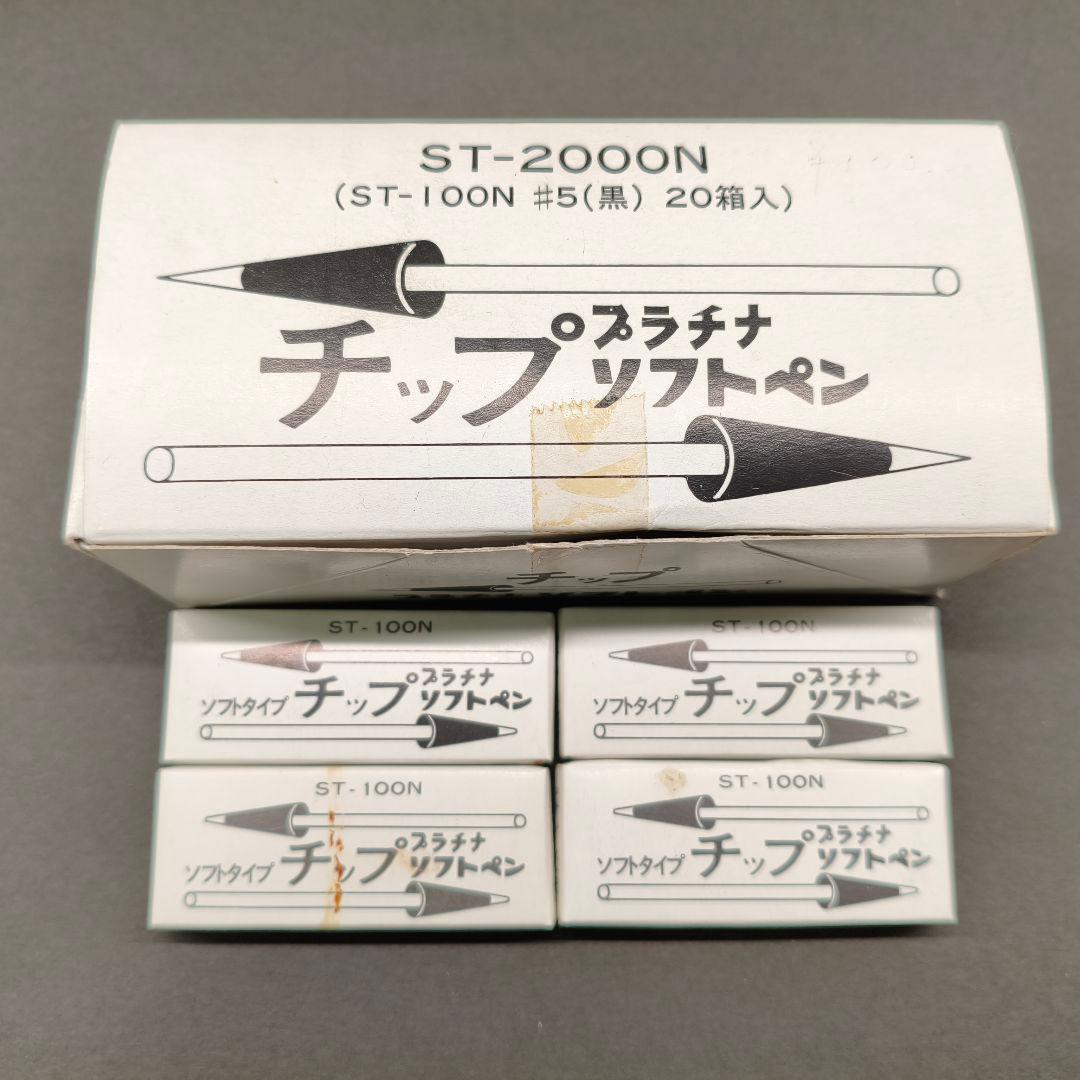 ST-2000N
(ST-100N ♯5(黒) 20箱入)
チップ プラチナ
ソフトペン
チップ
ST-100N
ソフトタイプ チップ プラチナ
ソフトペン
ST-100N
ソフトタイプ チップ プラチナ
ソフトペン
ST-100N
ソフトタイプ チップ プラチナ
ソフトペン
ST-100N
ソフトタイプ チップ プラチナ
ソフトペン